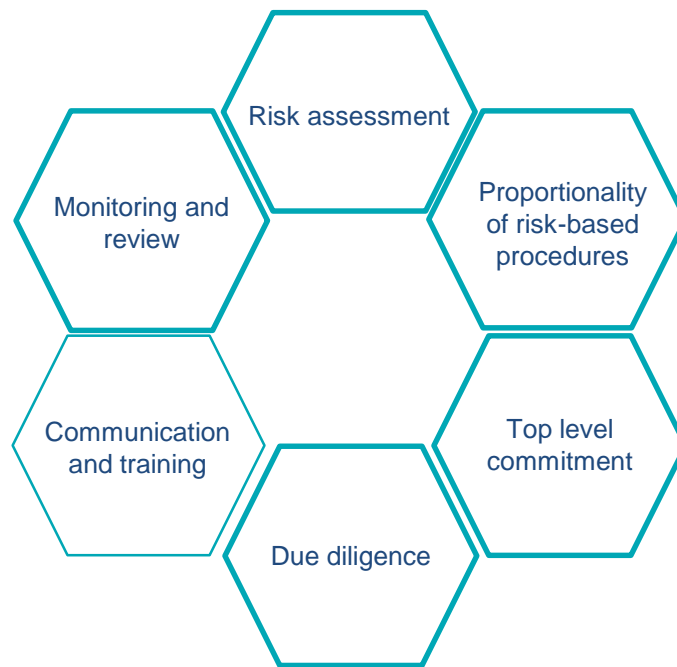 Risk assessment
Proportionality
of risk-based
procedures
Top level
commitment
Due diligence
Communication
and training
Monitoring and
review